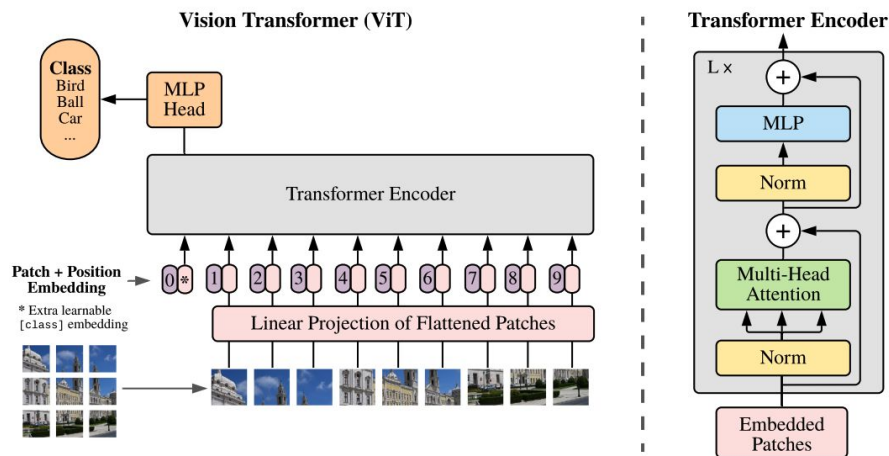 Vision Transformer (ViT)
Class
Bird
Ball
Car
...
MLP
Head
Transformer Encoder
Patch + Position
Embedding
0 * 1 2 3 4 5 6 7 8 9
* Extra learnable
[class] embedding
Linear Projection of Flattened Patches
Transformer Encoder
L x
+
MLP
Norm
+
Multi-Head
Attention
Norm
Embedded
Patches